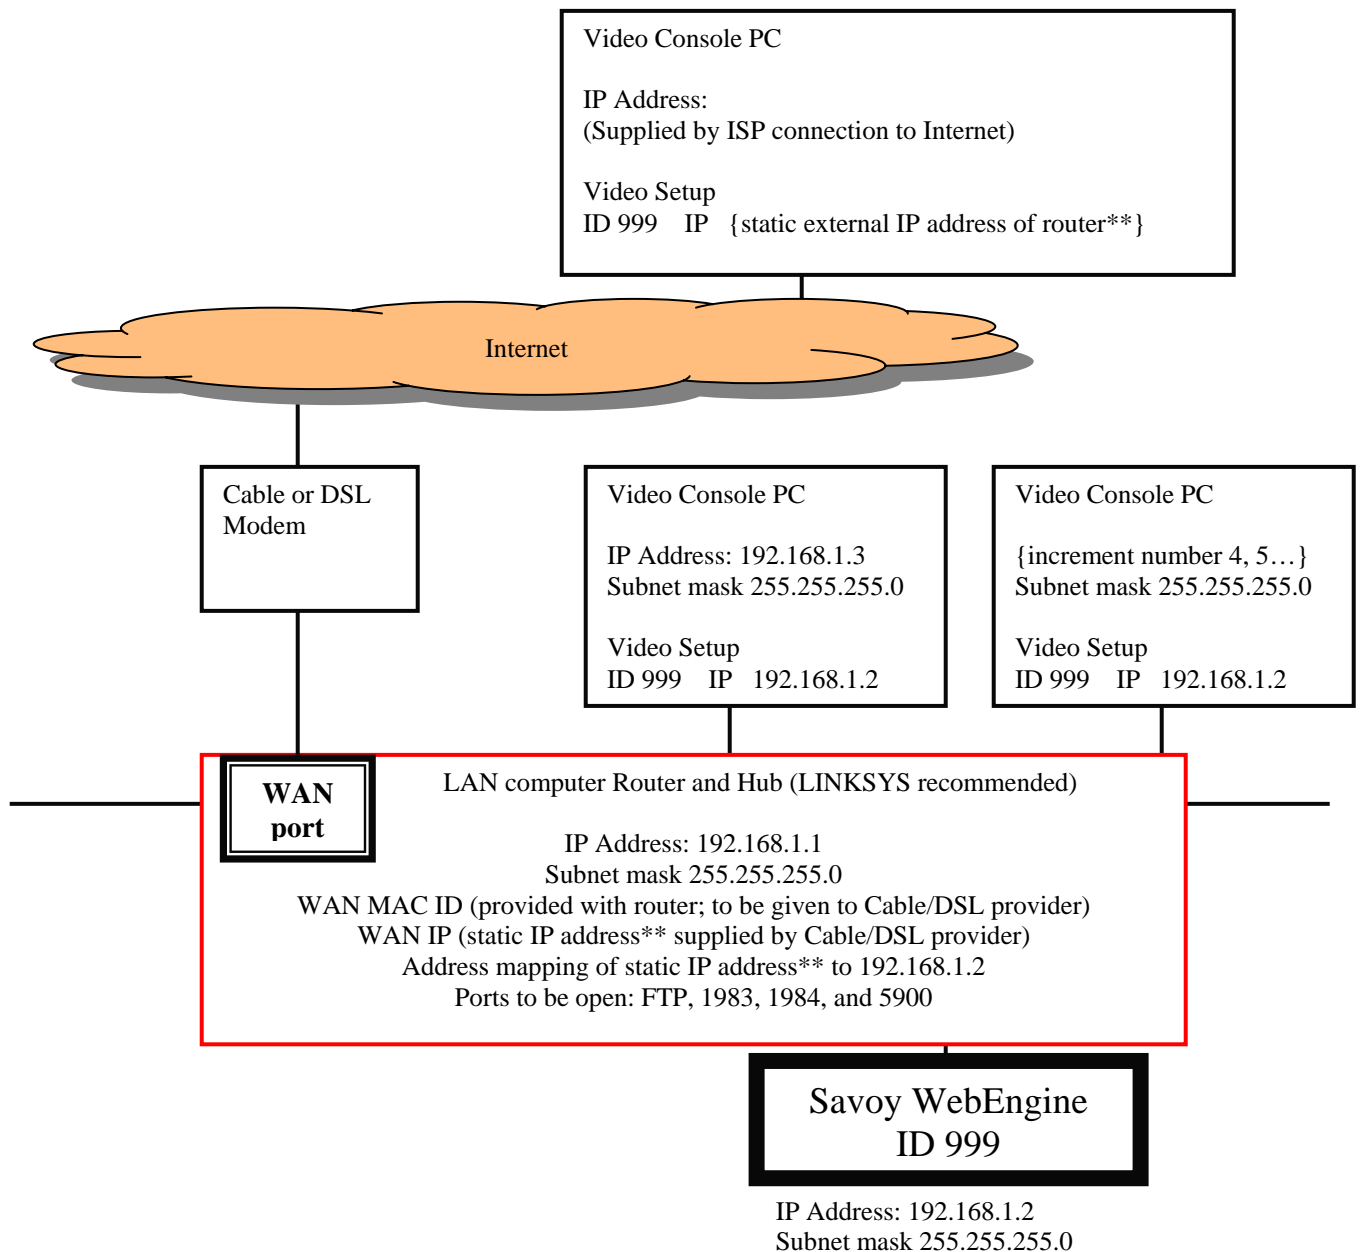 Video Console PC
IP Address:
(Supplied by ISP connection to Internet)
Video Setup
ID 999 IP {static external IP address of router**}
Internet
Cable or DSL
Modem
Video Console PC
IP Address: 192.168.1.3
Subnet mask 255.255.255.0
Video Setup
ID 999 IP 192.168.1.2
Video Console PC
{increment number 4, 5…}
Subnet mask 255.255.255.0
Video Setup
ID 999 IP 192.168.1.2
WAN
port
LAN computer Router and Hub (LINKSYS recommended)
IP Address: 192.168.1.1
Subnet mask 255.255.255.0
WAN MAC ID (provided with router; to be given to Cable/DSL provider)
WAN IP (static IP address** supplied by Cable/DSL provider)
Address mapping of static IP address** to 192.168.1.2
Ports to be open: FTP, 1983, 1984, and 5900
Savoy WebEngine
ID 999
IP Address: 192.168.1.2
Subnet mask 255.255.255.0